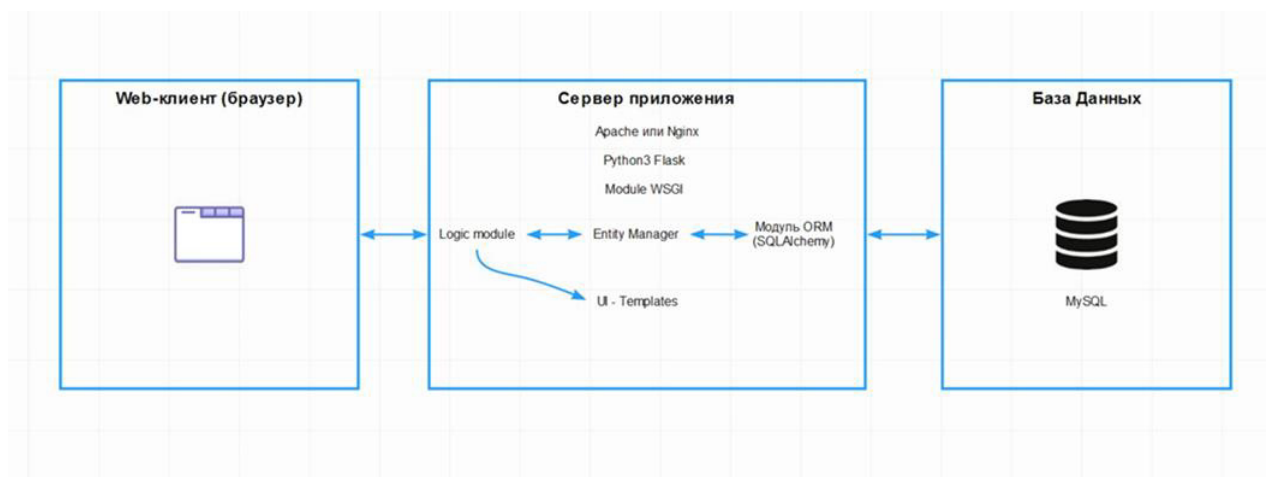 Web-клиент (браузер)
Сервер приложения
Apache или Nginx
Python3 Flask
Module WSGI
Logic module
Entity Manager
Модуль ORM
(SQLAlchemy)
UI - Templates
База Данных
MySQL